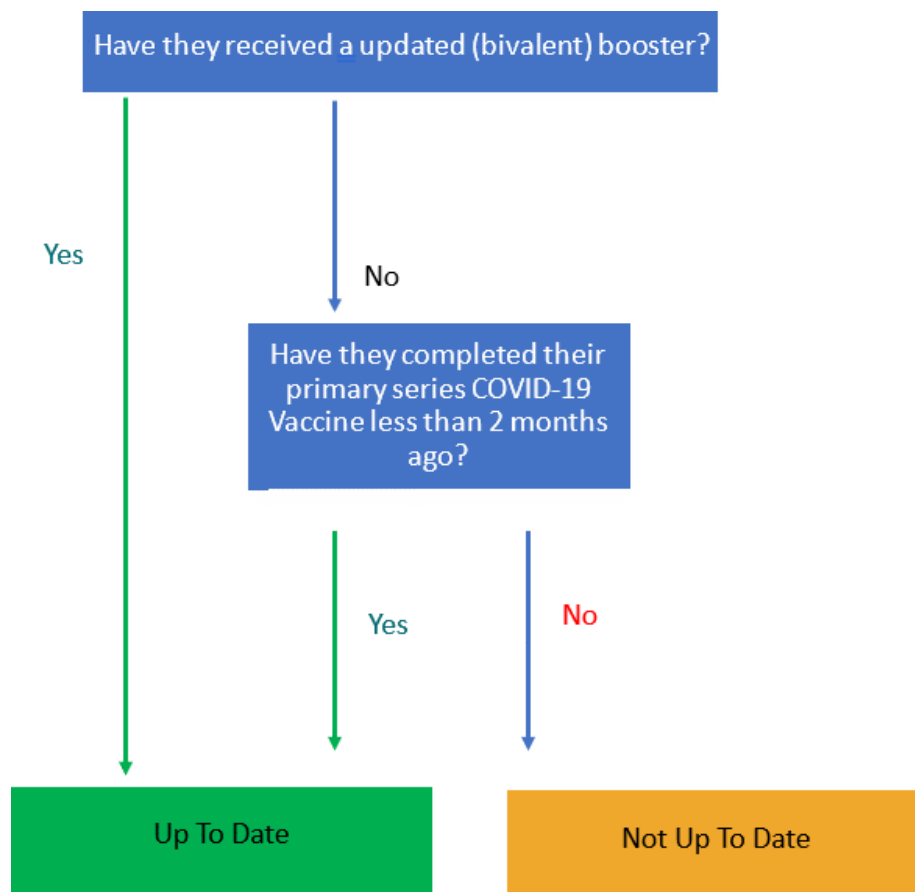 Have they received a updated (bivalent) booster?
Yes
No
Have they completed their
primary series COVID-19
Vaccine less than 2 months
ago?
Yes
No
Up To Date
Not Up To Date